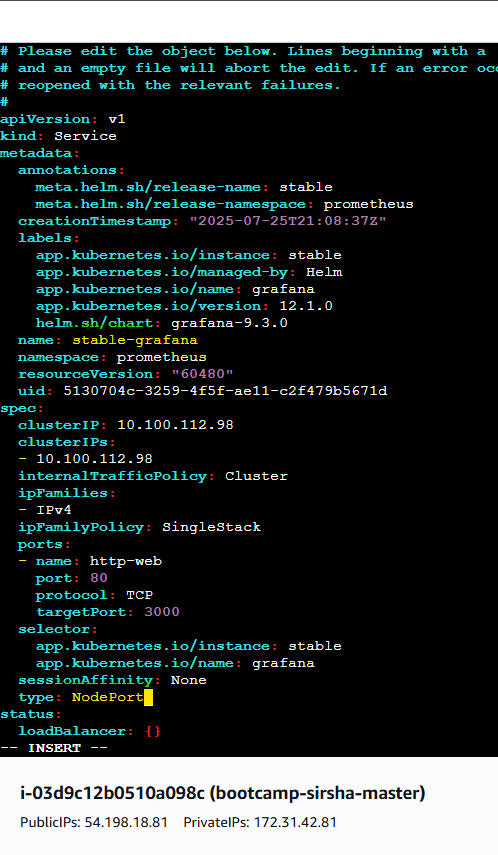 # Please edit the object below. Lines beginning with a
# and an empty file will abort the edit. If an error occ
# reopened with the relevant failures.
#
apiVersion: v1
kind: Service
metadata:
  annotations:
    meta.helm.sh/release-name: stable
    meta.helm.sh/release-namespace: prometheus
  creationTimestamp: "2025-07-25T21:08:37Z"
  labels:
    app.kubernetes.io/instance: stable
    app.kubernetes.io/managed-by: Helm
    app.kubernetes.io/name: grafana
    app.kubernetes.io/version: 12.1.0
    helm.sh/chart: grafana-9.3.0
  name: stable-grafana
  namespace: prometheus
  resourceVersion: "60480"
  uid: 5130704c-3259-4f5f-ae11-c2f479b5671d
spec:
  clusterIP: 10.100.112.98
  clusterIPs:
  - 10.100.112.98
  internalTrafficPolicy: Cluster
  ipFamilies:
  - IPv4
  ipFamilyPolicy: SingleStack
  ports:
  - name: http-web
    port: 80
    protocol: TCP
    targetPort: 3000
  selector:
    app.kubernetes.io/instance: stable
    app.kubernetes.io/name: grafana
  sessionAffinity: None
  type: NodePort
status:
  loadBalancer: {}
-- INSERT --
i-03d9c12b0510a098c (bootcamp-sirsha-master)
PublicIPs: 54.198.18.81 PrivateIPs: 172.31.42.81